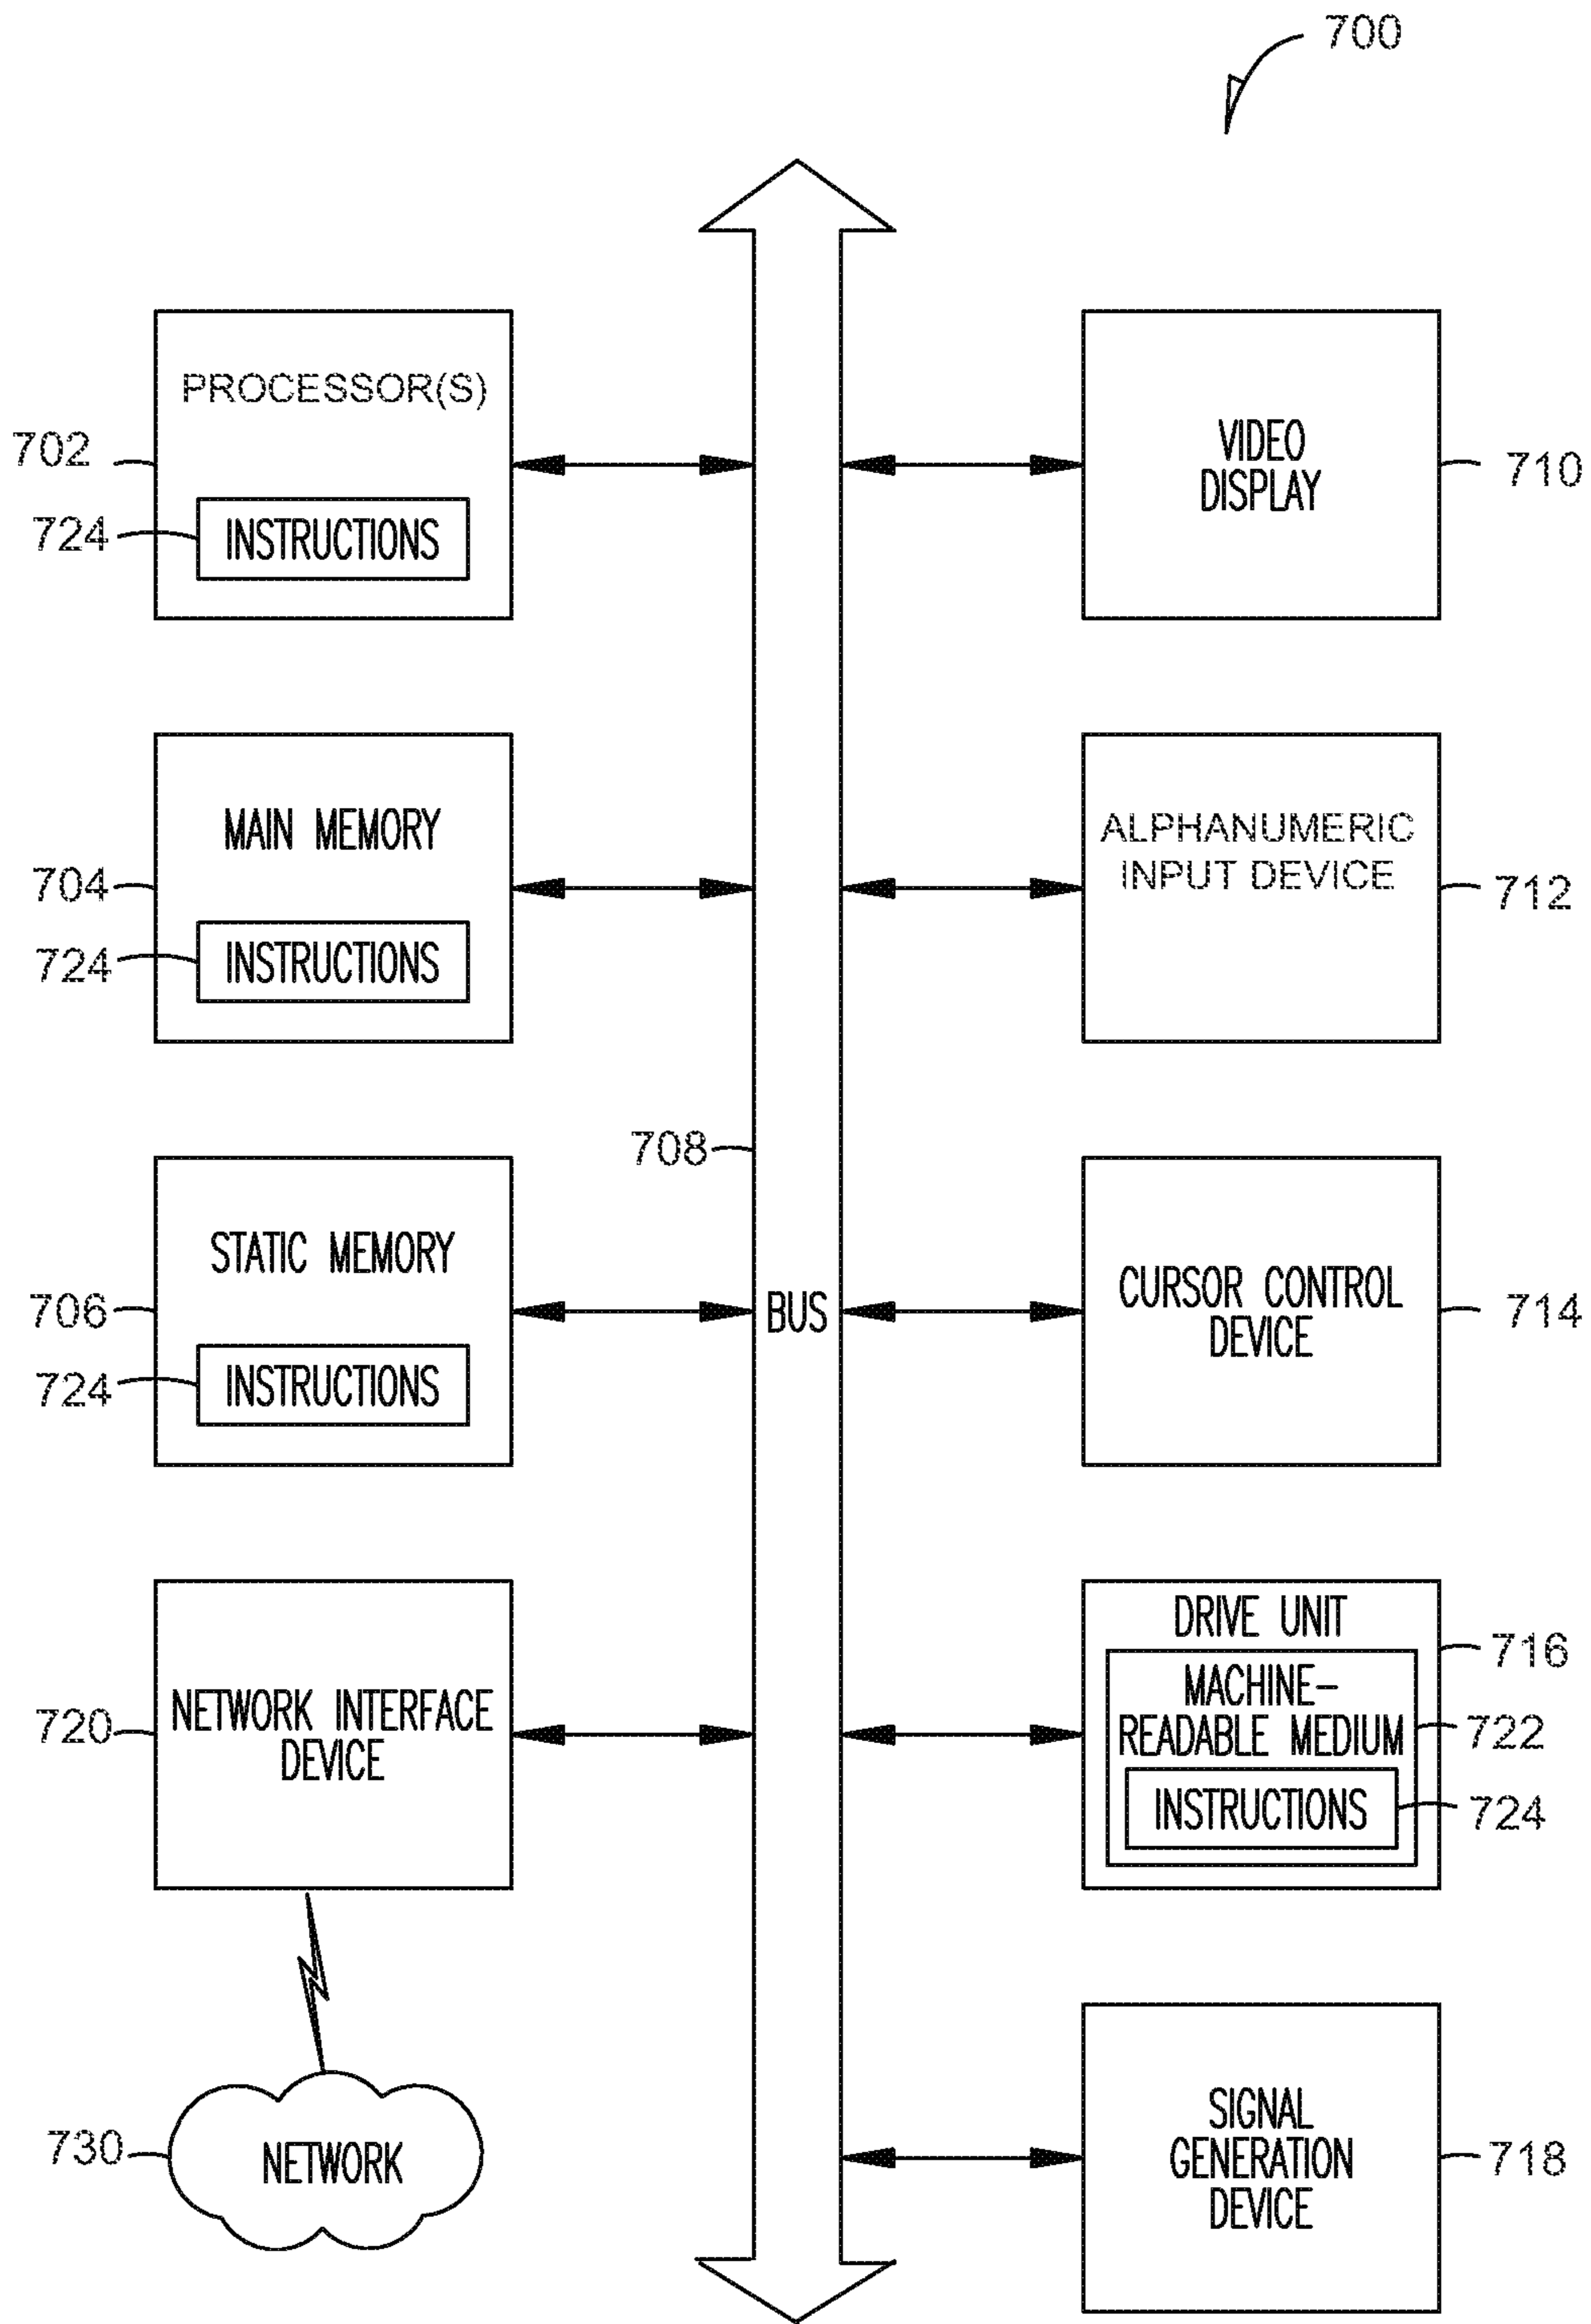 700
PROCESSOR(S)
702
724
INSTRUCTIONS
VIDEO
DISPLAY
710
MAIN MEMORY
704
724
INSTRUCTIONS
ALPHANUMERIC
INPUT DEVICE
712
708
STATIC MEMORY
706
724
INSTRUCTIONS
BUS
CURSOR CONTROL
DEVICE
714
NETWORK INTERFACE
DEVICE
720
DRIVE UNIT
716
MACHINE-
READABLE MEDIUM
722
INSTRUCTIONS
724
730
NETWORK
SIGNAL
GENERATION
DEVICE
718